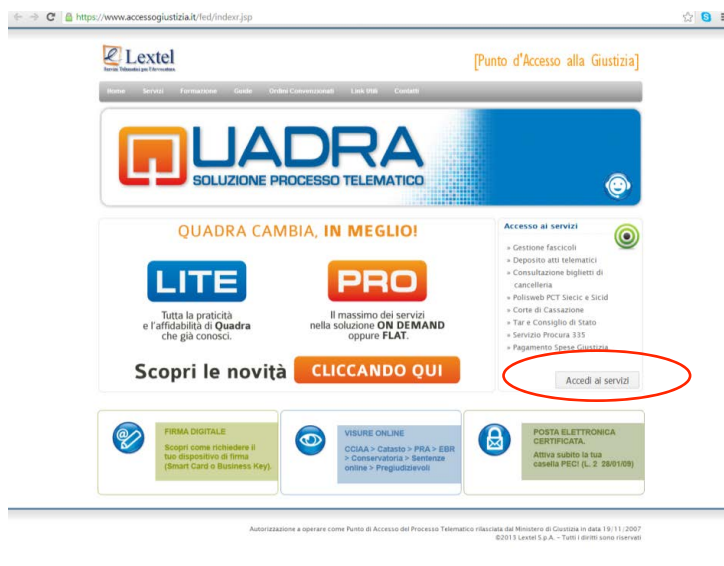 https://www.accessogiustizia.it/fed/indexr.jsp
Lextel
Servizi Telematici per l'Avvocatura
[Punto d'Accesso alla Giustizia]
Home Servizi Formazione Guide Ordini Convenzionati Link Utili Contatti
QUADRA
SOLUZIONE PROCESSO TELEMATICO
QUADRA CAMBIA, IN MEGLIO!
LITE
Tutta la praticità
e l'affidabilità di Quadra
che già conosci.
PRO
Il massimo dei servizi
nella soluzione ON DEMAND
oppure FLAT.
Scopri le novità CLICCANDO QUI
Accesso ai servizi
» Gestione fascicoli
» Deposito atti telematici
» Consultazione biglietti di
cancelleria
» Polisweb PCT Siecic e Sicid
» Corte di Cassazione
» Tar e Consiglio di Stato
» Servizio Procura 335
» Pagamento Spese Giustizia
Accedi ai servizi
FIRMA DIGITALE
Scopri come richiedere il
tuo dispositivo di firma
(Smart Card o Business Key).
VISURE ONLINE
CCIAA > Catasto > PRA > EBR
> Conservatoria > Sentenze
online > Pregiudizievoli
POSTA ELETTRONICA
CERTIFICATA.
Attiva subito la tua
casella PEC! (L. 2 28/01/09)
Autorizzazione a operare come Punto di Accesso del Processo Telematico rilasciata dal Ministero di Giustizia in data 19/11/2007
©2013 Lextel S.p.A. - Tutti i diritti sono riservati